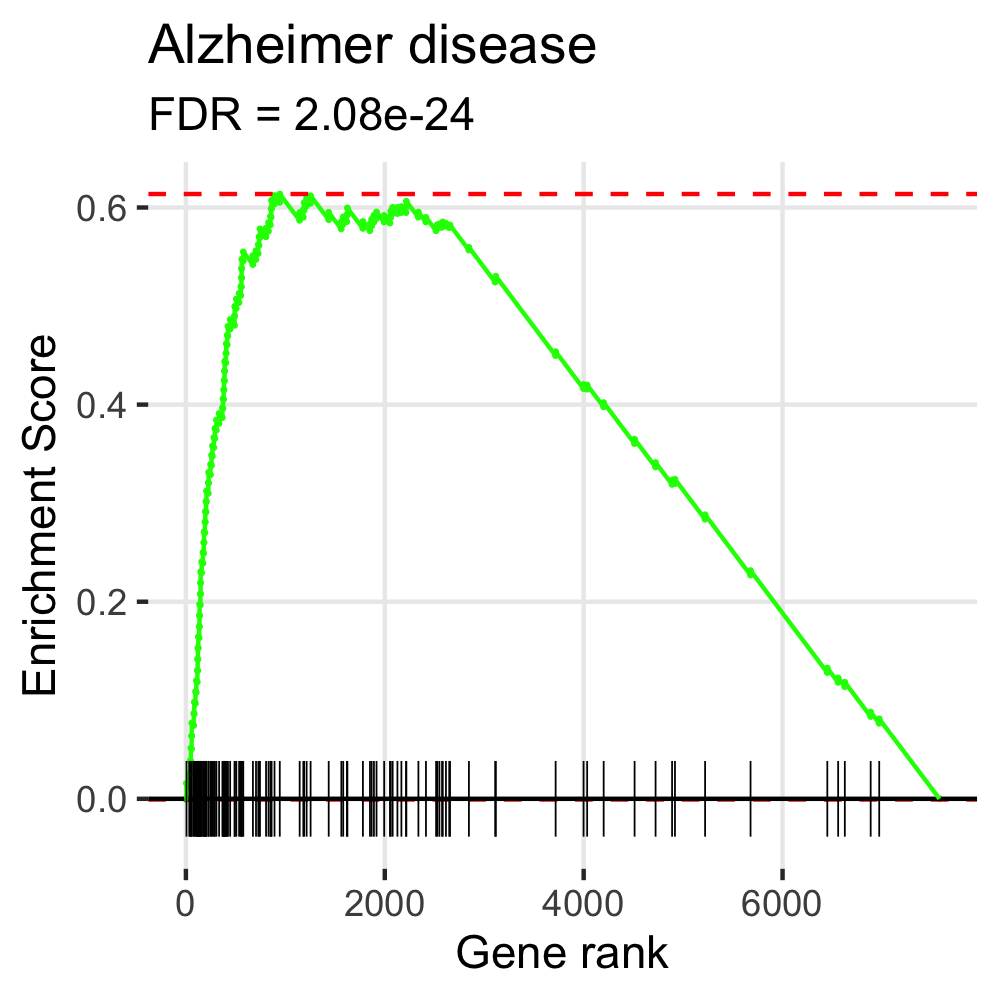 Alzheimer disease
FDR = 2.08e-24
Enrichment Score
0.6
0.4
0.2
0.0
0 2000 4000 6000
Gene rank